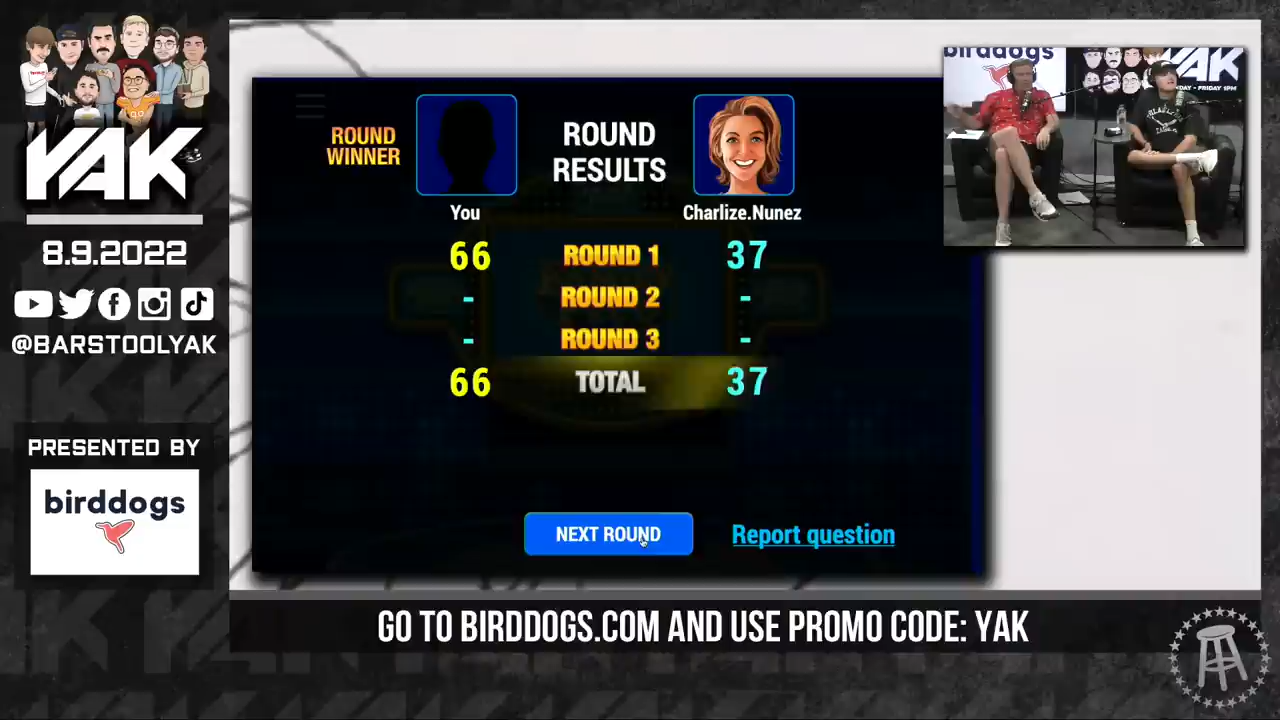 YAK
8.9.2022
@BARSTOOLYAK
PRESENTED BY
birddogs
ROUND
WINNER
You
ROUND
RESULTS
Charlize.Nunez
66 ROUND 1 37
- ROUND 2 -
- ROUND 3 -
66 TOTAL 37
NEXT ROUND
Report question
birddogs
YAK
FRIDAY 1PM
GO TO BIRDDOGS.COM AND USE PROMO CODE: YAK